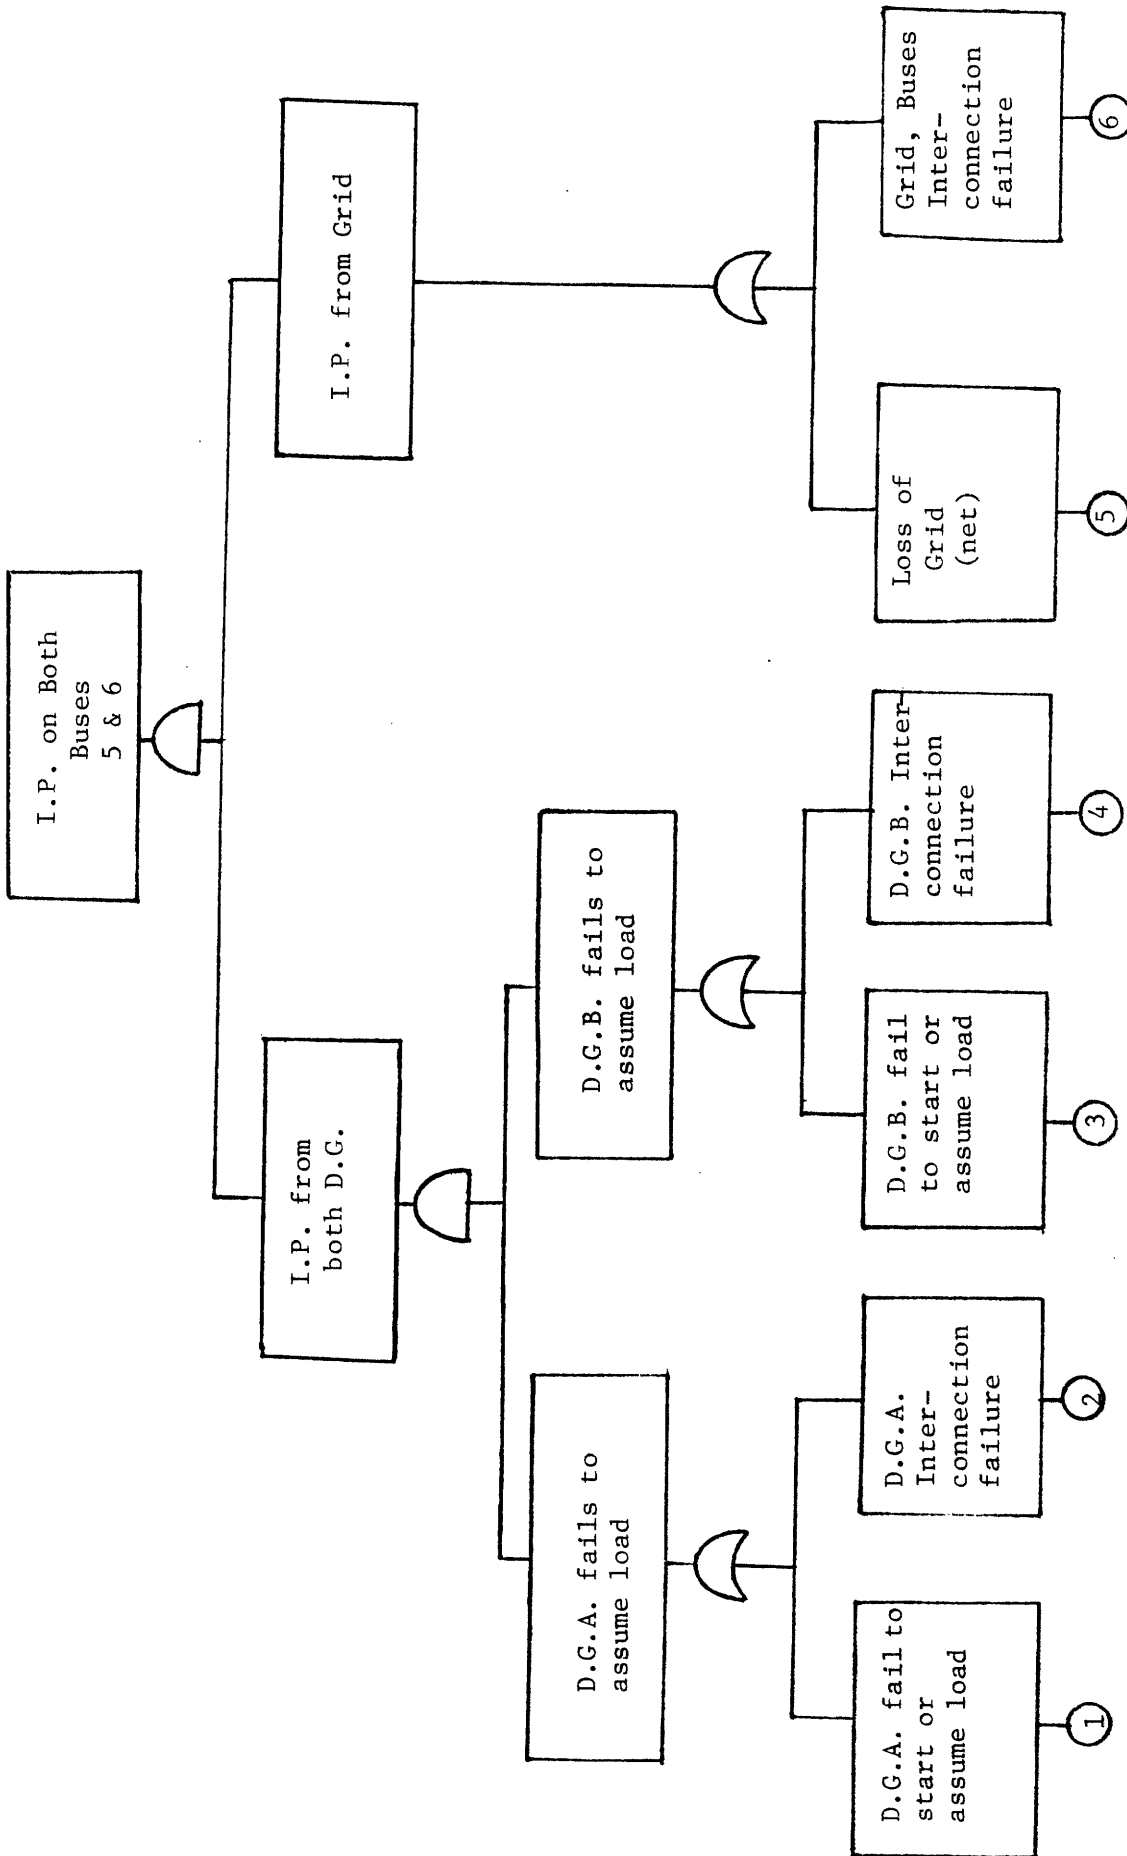 I.P. on Both
Buses
5 & 6
I.P. from
both D.G.
I.P. from Grid
D.G.A. fails to
assume load
D.G.B. fails to
assume load
D.G.A. fail to
start or
assume load
D.G.A.
Inter-
connection
failure
D.G.B. fail
to start or
assume load
D.G.B. Inter-
connection
failure
Loss of
Grid
(net)
Grid, Buses
Inter-
connection
failure
1
2
3
4
5
6